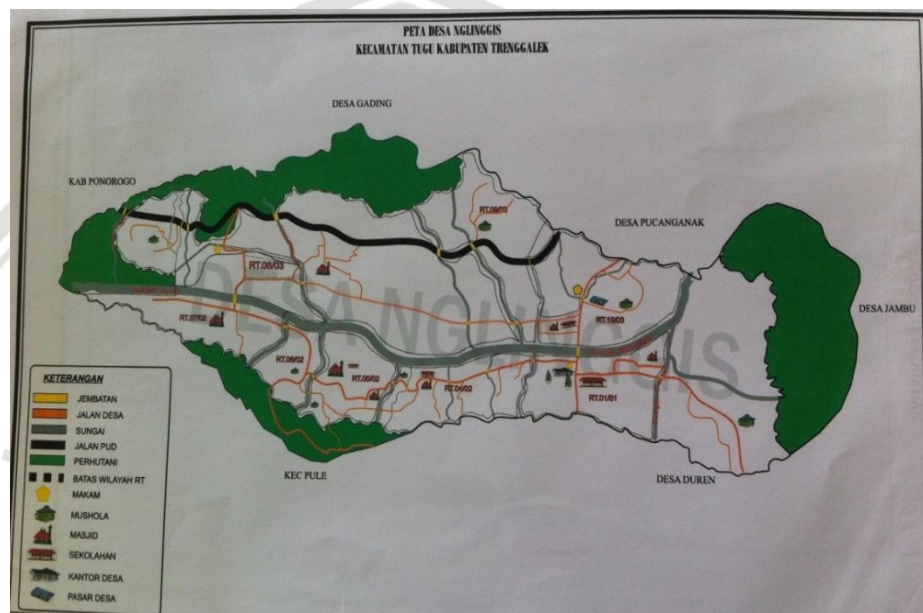 PETA DESA NGLINGGIS
KECAMATAN TUGU KABUPATEN TRENGGALEK
DESA GADING
KAB PONOROGO
RT.09/03
DESA PUCANGANAK
RT.08/03
DESA JAMBU
RT.10/03
RT.07/02
DESA NGLINGGIS
RT.06/02
RT.05/02
RT.04/02
RT.01/01
KEC PULE
DESA DUREN
KETERANGAN
JEMBATAN
JALAN DESA
SUNGAI
JALAN PUD
PERHUTANI
BATAS WILAYAH RT
MAKAM
MUSHOLA
MASJID
SEKOLAHAN
KANTOR DESA
PASAR DESA